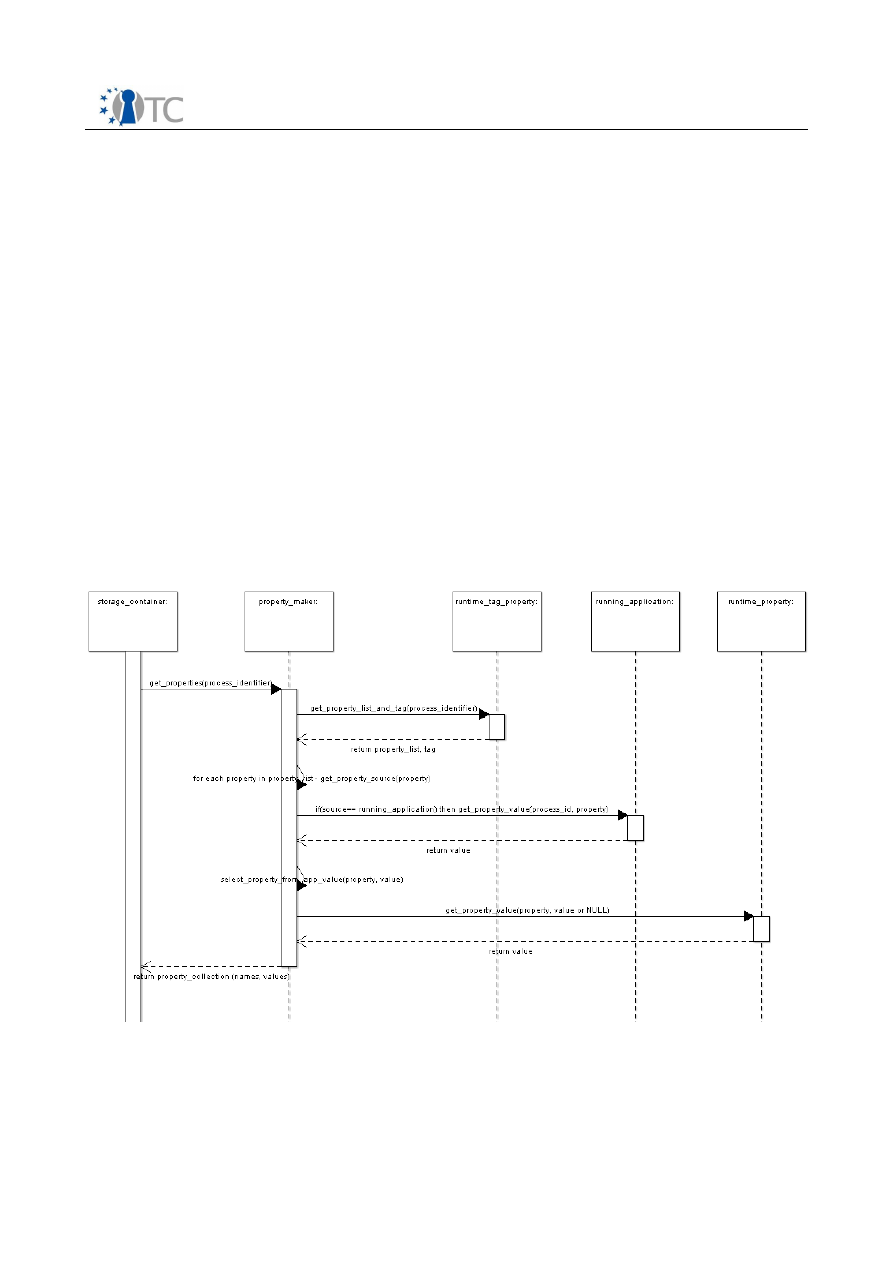 TC
storage_container:
property_maker:
runtime_tag_property:
running_application:
runtime_property:
get_properties(process_identifier)
get_property_list_and_tag(process_identifier)
return property_list, tag
for each property in property_list - get_property_source(property)
if(source== running_application) then get_property_value(process_id, property)
return value
select_property_from_app_value(property, value)
get_property_value(property, value or NULL)
return value
return property_collection (names, values)